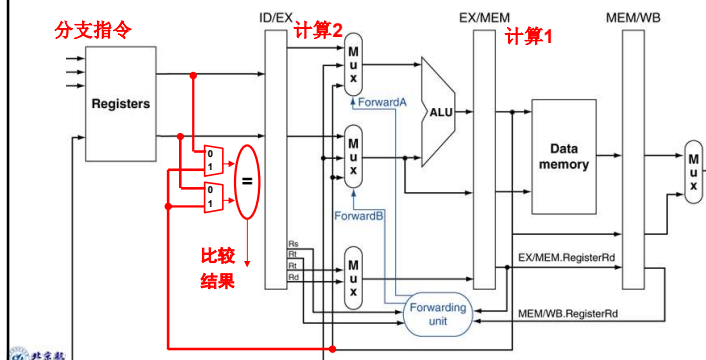 分支指令
ID/EX
计算2
EX/MEM
计算1
MEM/WB
Registers
Mux
ForwardA
ALU
Mux
ForwardB
Data
memory
Mux
0
1
0
1
=
比较
结果
Rs
Rt
Rt
Rd
Mux
EX/MEM.RegisterRd
Forwarding
unit
MEM/WB.RegisterRd